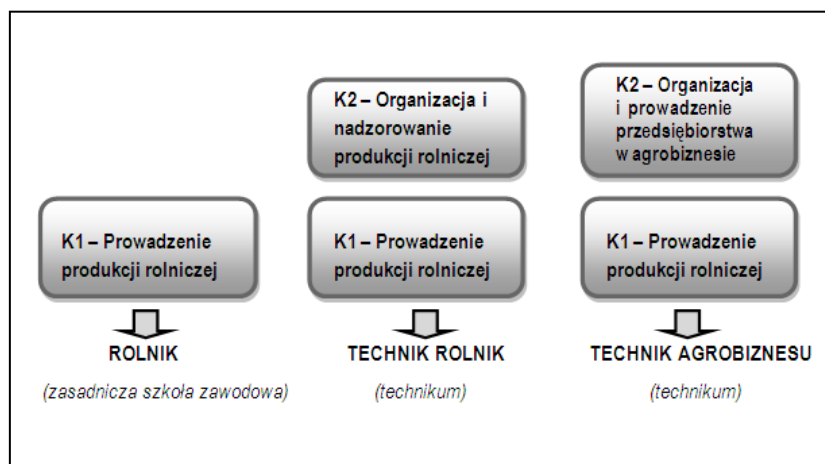 K2 – Organizacja i
nadzorowanie
produkcji rolniczej
K2 – Organizacja
i prowadzenie
przedsiębiorstwa
w agrobiznesie
K1 – Prowadzenie
produkcji rolniczej
K1 – Prowadzenie
produkcji rolniczej
K1 – Prowadzenie
produkcji rolniczej
ROLNIK
(zasadnicza szkoła zawodowa)
TECHNIK ROLNIK
(technikum)
TECHNIK AGROBIZNESU
(technikum)